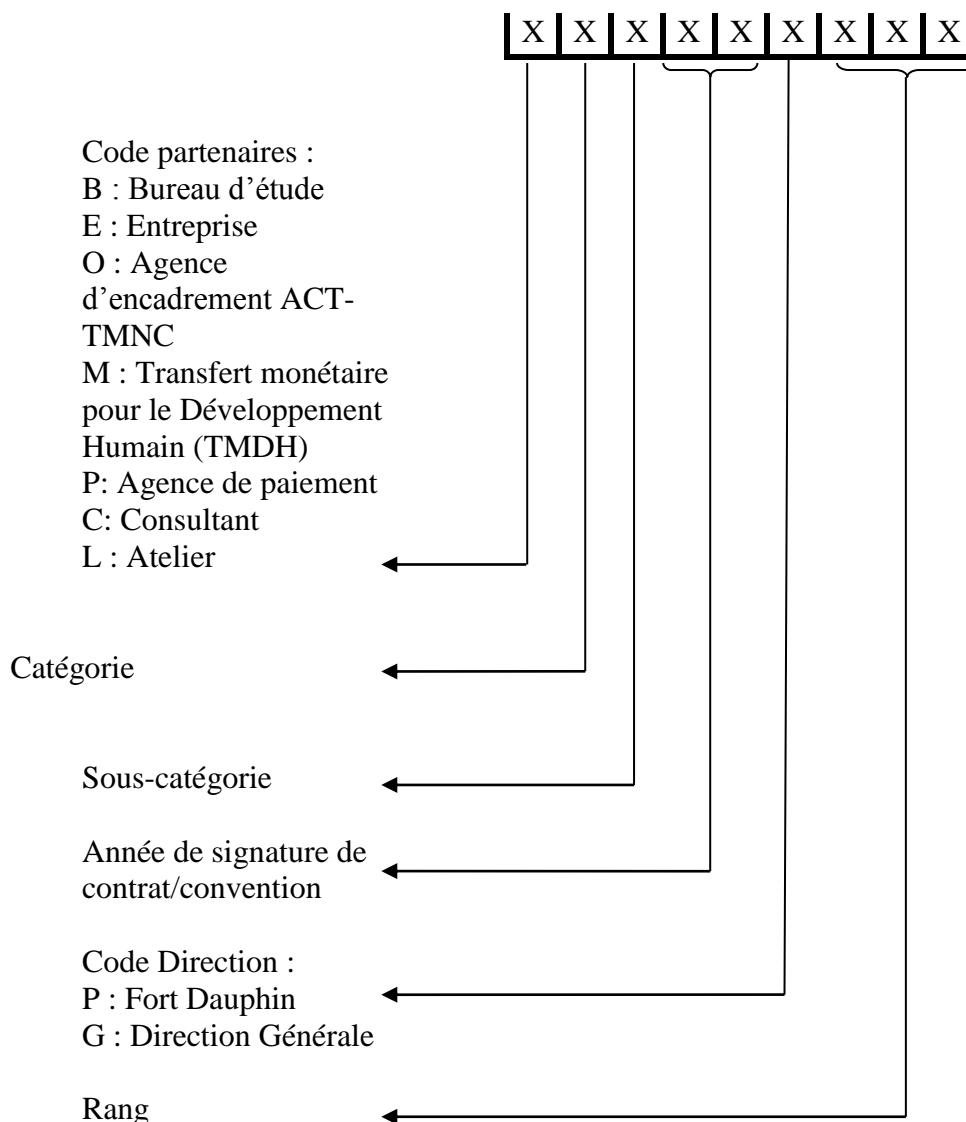 X X X X X X X X X
Code partenaires :
B : Bureau d’étude
E : Entreprise
O : Agence
d’encadrement ACT-
TMNC
M : Transfert monétaire
pour le Développement
Humain (TMDH)
P: Agence de paiement
C: Consultant
L : Atelier
Catégorie
Sous-catégorie
Année de signature de
contrat/convention
Code Direction :
P : Fort Dauphin
G : Direction Générale
Rang